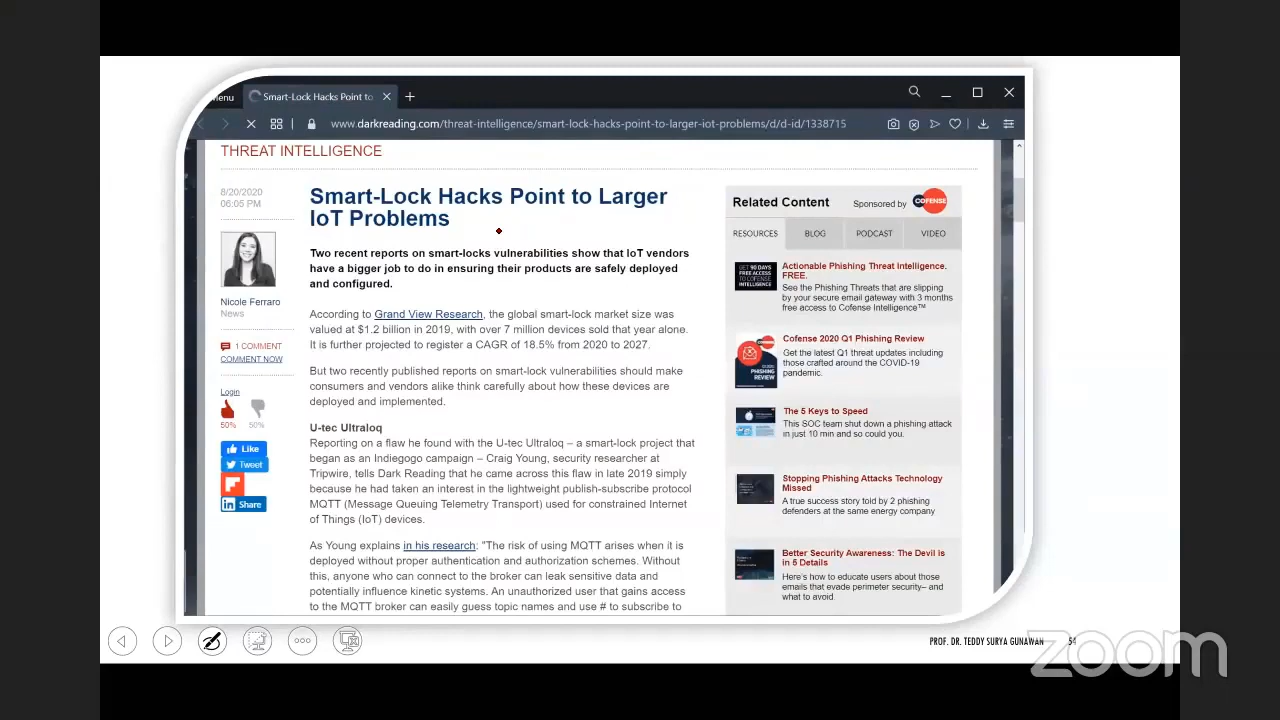 Menu
Smart-Lock Hacks Point to
www.darkreading.com/threat-intelligence/smart-lock-hacks-point-to-larger-iot-problems/d/d-id/1338715
THREAT INTELLIGENCE
8/20/2020
06:05 PM
Nicole Ferraro
News
1 COMMENT
COMMENT NOW
Login
50%
50%
Like
Tweet
in Share
Smart-Lock Hacks Point to Larger
IoT Problems
Two recent reports on smart-locks vulnerabilities show that IoT vendors
have a bigger job to do in ensuring their products are safely deployed
and configured.
According to Grand View Research, the global smart-lock market size was
valued at $1.2 billion in 2019, with over 7 million devices sold that year alone.
It is further projected to register a CAGR of 18.5% from 2020 to 2027.
But two recently published reports on smart-lock vulnerabilities should make
consumers and vendors alike think carefully about how these devices are
deployed and implemented.
U-tec Ultraloq
Reporting on a flaw he found with the U-tec Ultraloq – a smart-lock project that
began as an Indiegogo campaign – Craig Young, security researcher at
Tripwire, tells Dark Reading that he came across this flaw in late 2019 simply
because he had taken an interest in the lightweight publish-subscribe protocol
MQTT (Message Queuing Telemetry Transport) used for constrained Internet
of Things (IoT) devices.
As Young explains in his research: "The risk of using MQTT arises when it is
deployed without proper authentication and authorization schemes. Without
this, anyone who can connect to the broker can leak sensitive data and
potentially influence kinetic systems. An unauthorized user that gains access
to the MQTT broker can easily guess topic names and use # to subscribe to
Related Content
Sponsored by
COFENSE
RESOURCES
BLOG
PODCAST
VIDEO
GET 90 DAYS
FREE ACCESS
TO COFENSE
INTELLIGENCE
Actionable Phishing Threat Intelligence.
FREE.
See the Phishing Threats that are slipping
by your secure email gateway with 3 months
free access to Cofense Intelligence™
PHISHING
REVIEW
Cofense 2020 Q1 Phishing Review
Get the latest Q1 threat updates including
those crafted around the COVID-19
pandemic.
The 5 Keys to Speed
This SOC team shut down a phishing attack
in just 10 min and so could you.
Stopping Phishing Attacks Technology
Missed
A true success story told by 2 phishing
defenders at the same energy company
Better Security Awareness: The Devil is
in 5 Details
Here's how to educate users about those
emails that evade perimeter security– and
what to avoid.
PROF. DR. TEDDY SURYA GUNAWAN
54
zoom